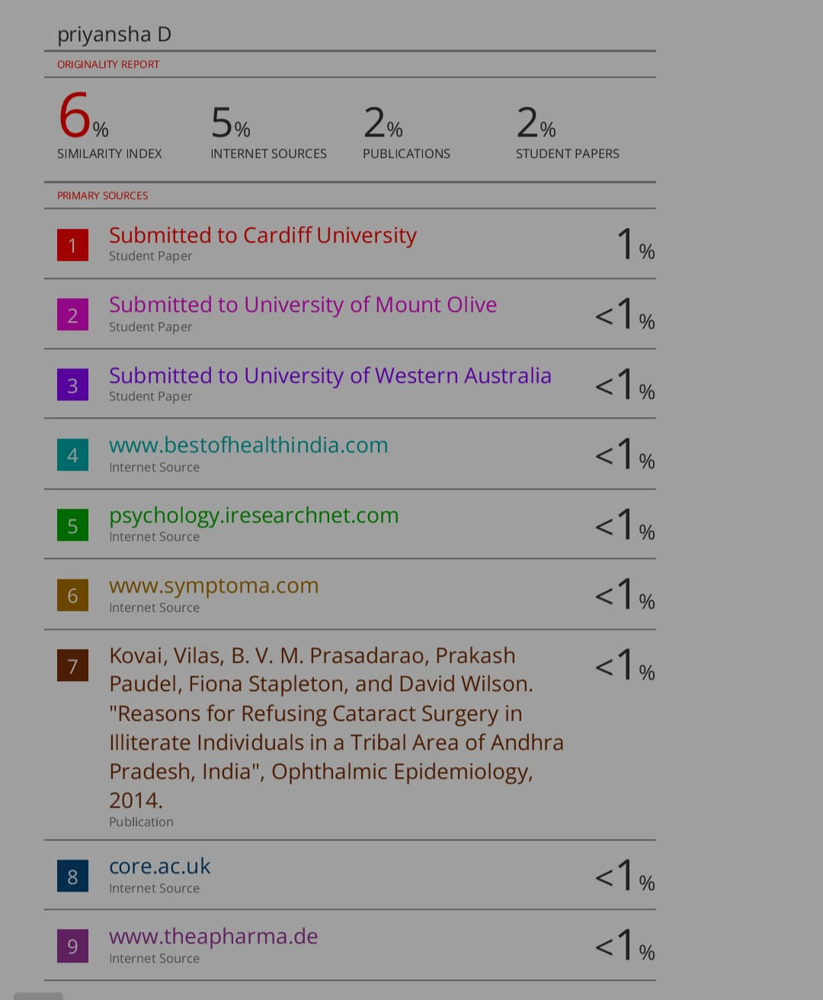 priyansha D
ORIGINALITY REPORT
6% 5% 2% 2%
SIMILARITY INDEX INTERNET SOURCES PUBLICATIONS STUDENT PAPERS
PRIMARY SOURCES
1 Submitted to Cardiff University 1%
Student Paper
2 Submitted to University of Mount Olive <1%
Student Paper
3 Submitted to University of Western Australia <1%
Student Paper
4 www.bestofhealthindia.com <1%
Internet Source
5 psychology.iresearchnet.com <1%
Internet Source
6 www.symptoma.com <1%
Internet Source
7 Kovai, Vilas, B. V. M. Prasadarao, Prakash <1%
Paudel, Fiona Stapleton, and David Wilson.
"Reasons for Refusing Cataract Surgery in
Illiterate Individuals in a Tribal Area of Andhra
Pradesh, India", Ophthalmic Epidemiology,
2014.
Publication
8 core.ac.uk <1%
Internet Source
9 www.theapharma.de <1%
Internet Source